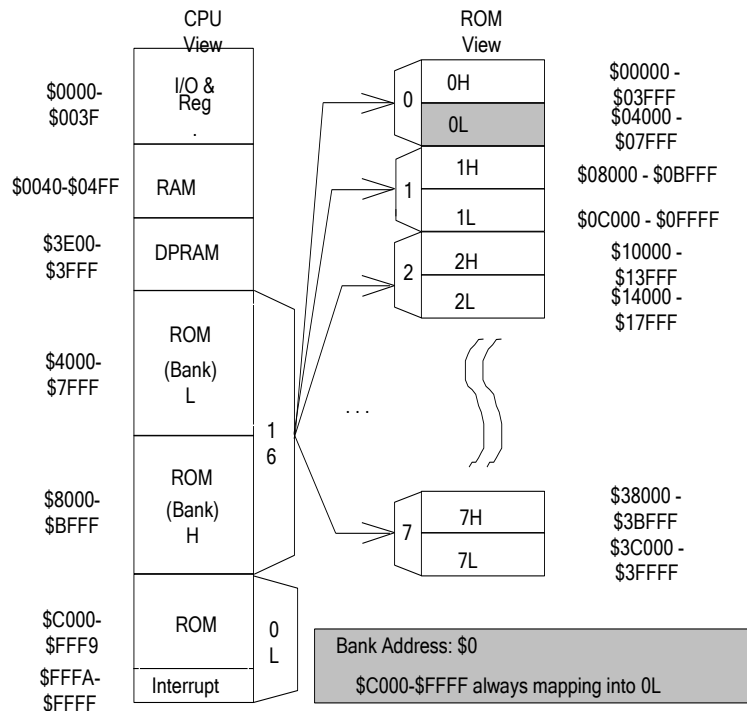 CPU
View
ROM
View
$0000-
$003F
I/O &
Reg
.
$0040-$04FF
RAM
$3E00-
$3FFF
DPRAM
$4000-
$7FFF
ROM
(Bank)
L
$8000-
$BFFF
ROM
(Bank)
H
1
6
$C000-
$FFF9
ROM
0
L
$FFFA-
$FFFF
Interrupt
0
0H
$00000 -
$03FFF
0L
$04000 -
$07FFF
1
1H
$08000 - $0BFFF
1L
$0C000 - $0FFFF
2
2H
$10000 -
$13FFF
2L
$14000 -
$17FFF
. . .
7
7H
$38000 -
$3BFFF
7L
$3C000 -
$3FFFF
Bank Address: $0
$C000-$FFFF always mapping into 0L